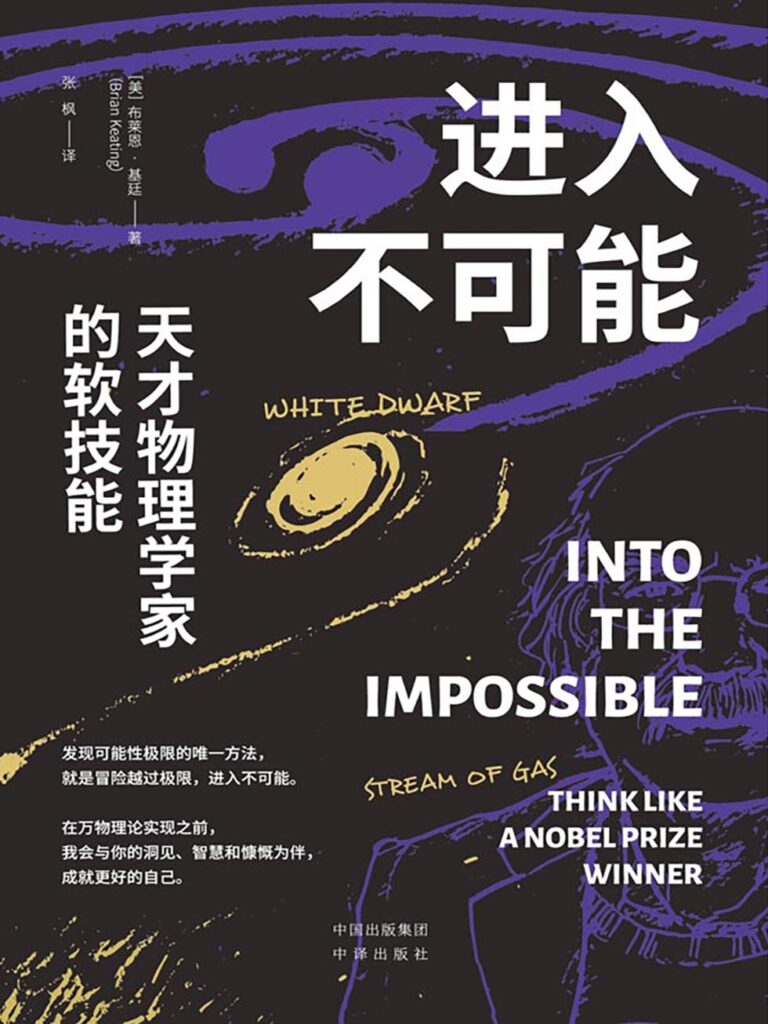 进入
不可能
[美] 布莱恩·基廷——著
(Brian Keating)
张枫——译
天才物理学家
的软技能
WHITE DWARF
INTO
THE
IMPOSSIBLE
发现可能性极限的唯一方法，
就是冒险越过极限，进入不可能。
STREAM OF GAS
THINK LIKE
A NOBEL PRIZE
WINNER
在万物理论实现之前，
我会与你的洞见、智慧和慷慨为伴，
成就更好的自己。
中国出版集团
中译出版社